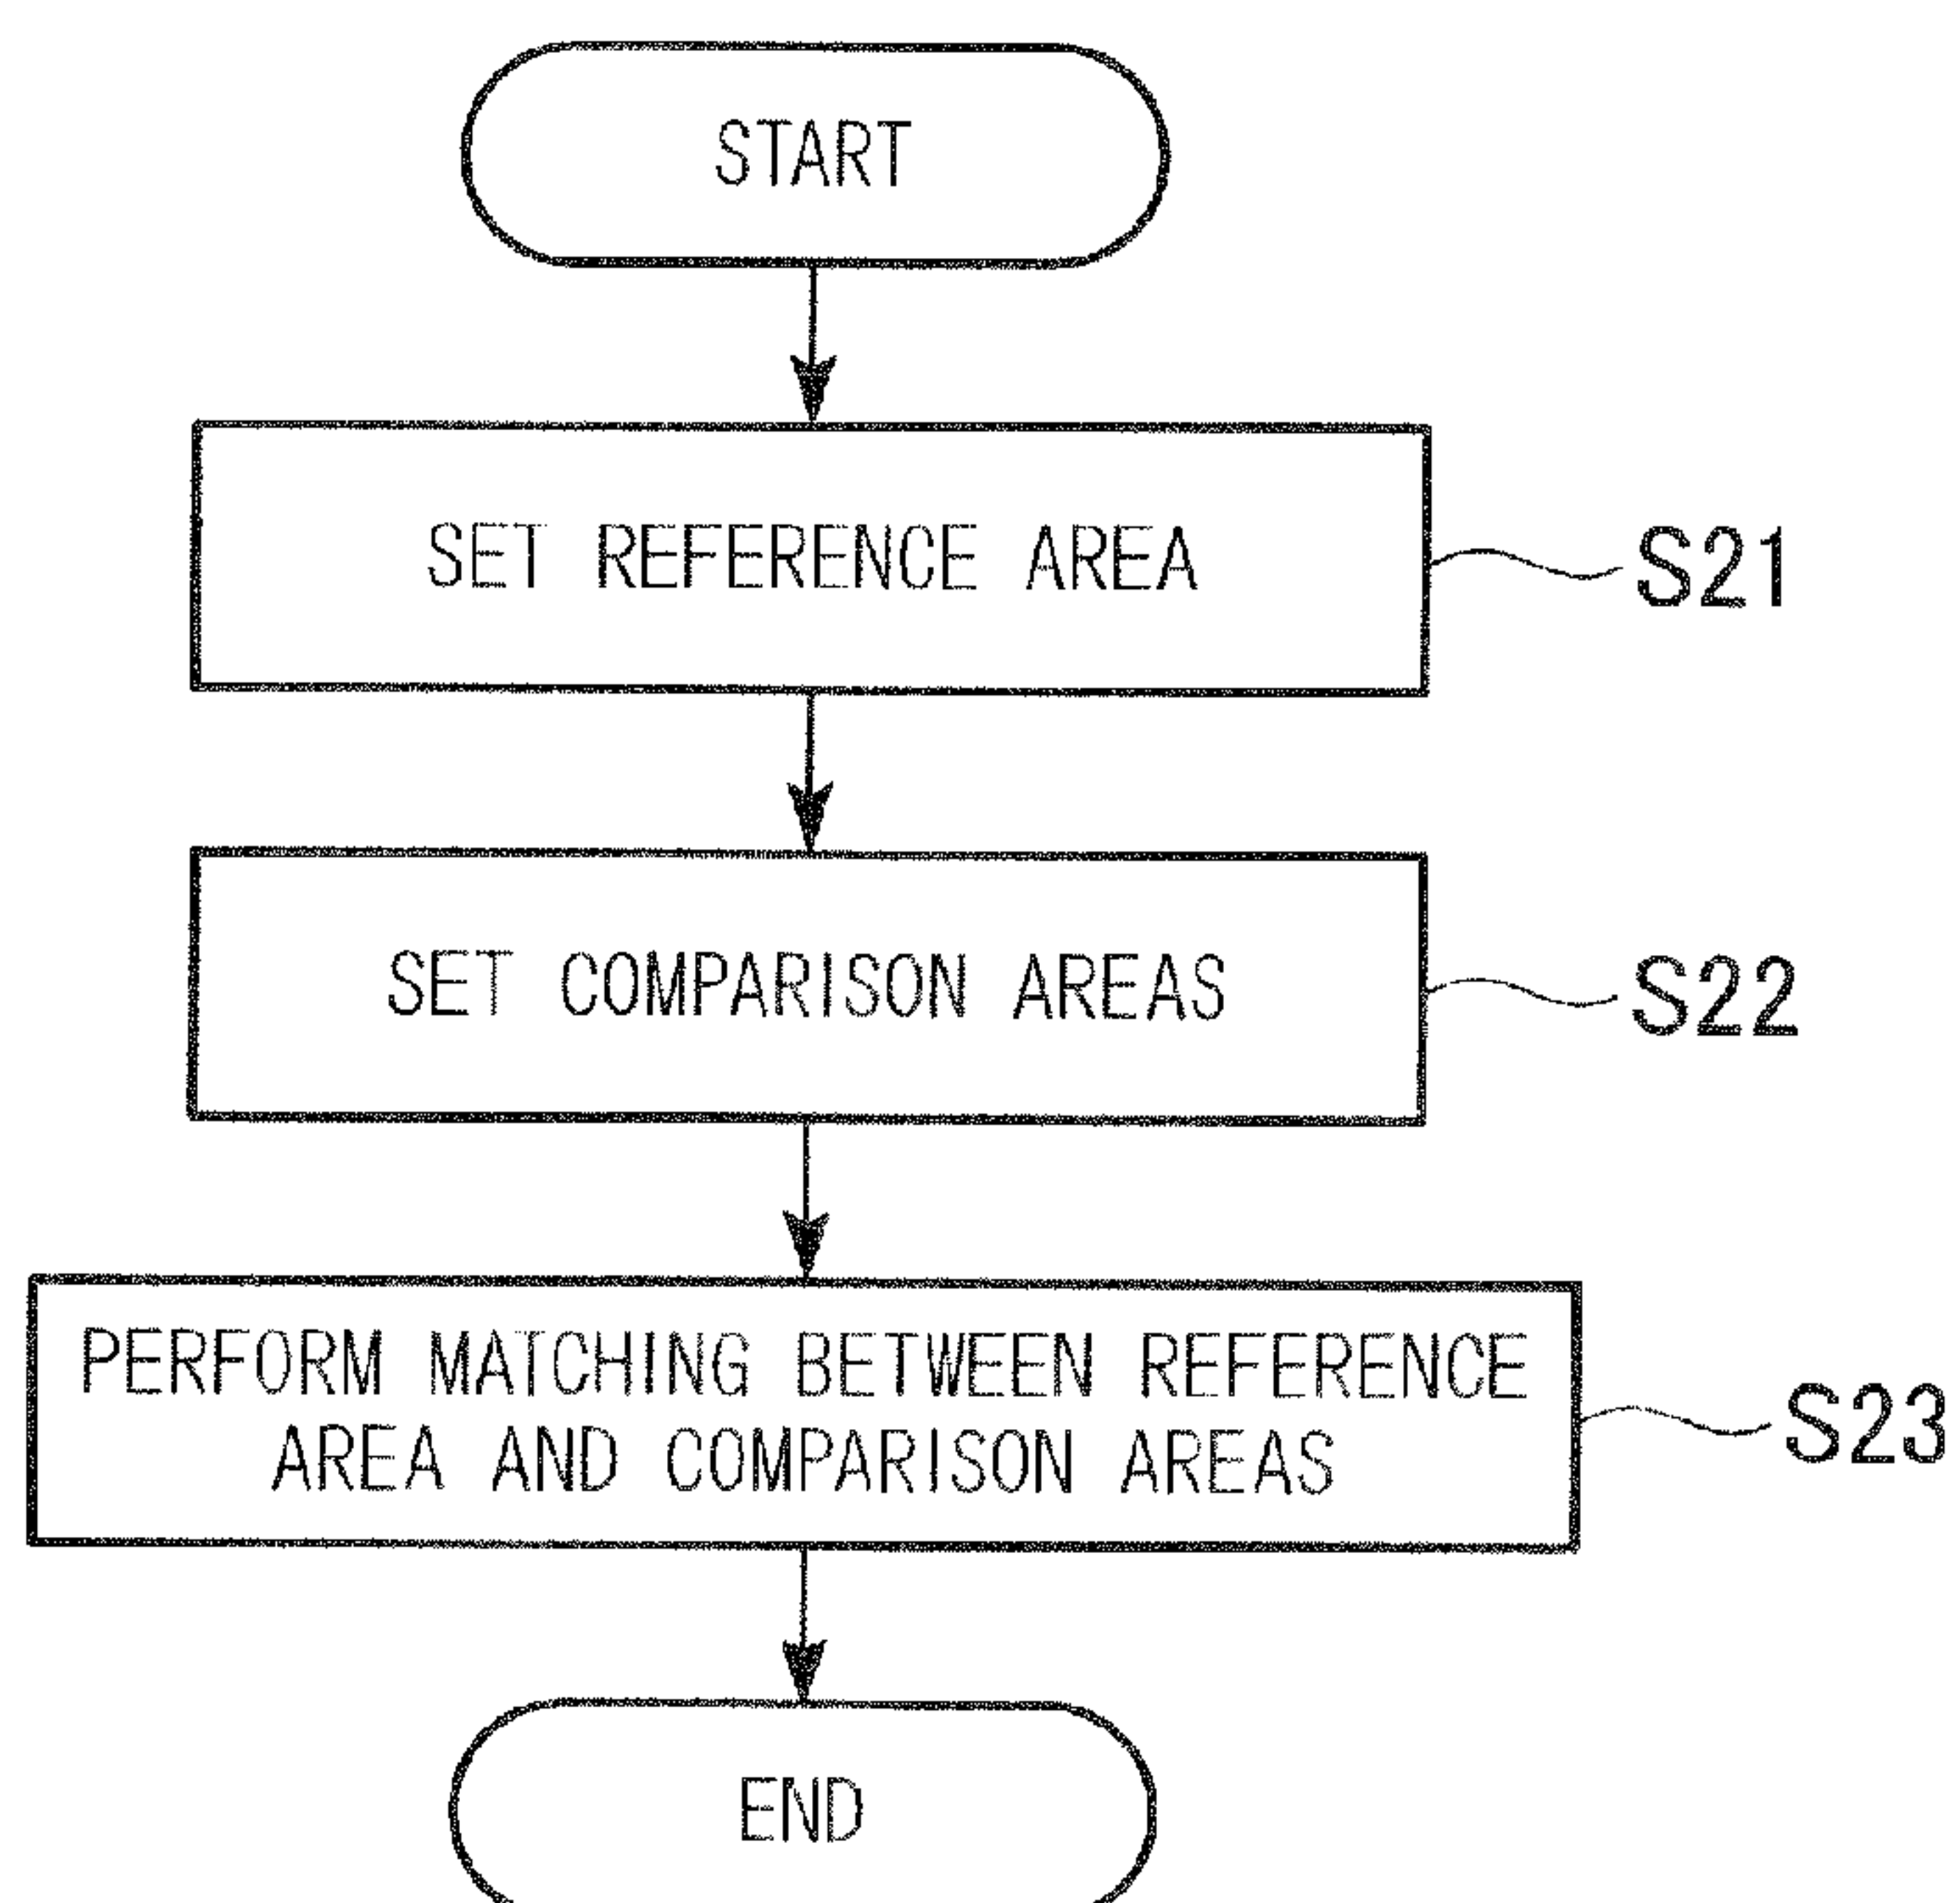 START
SET REFERENCE AREA
S21
SET COMPARISON AREAS
S22
PERFORM MATCHING BETWEEN REFERENCE
AREA AND COMPARISON AREAS
S23
END